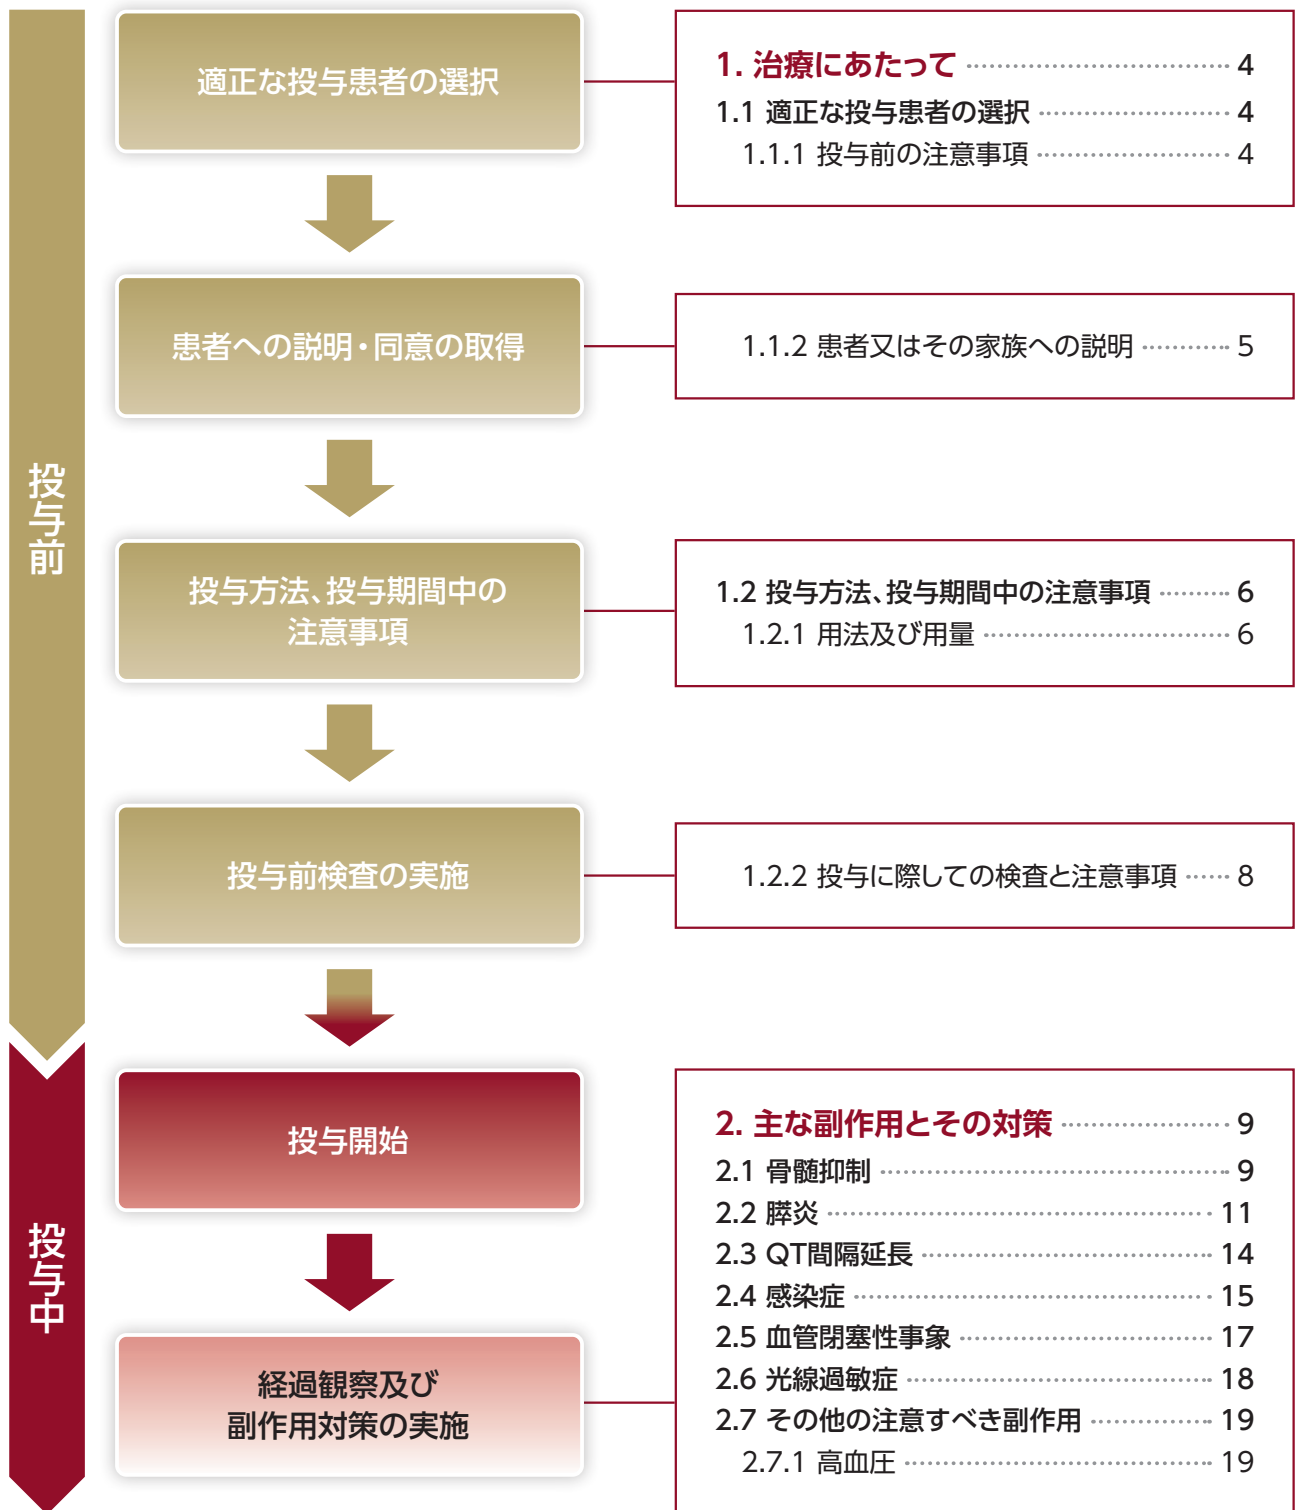 投与前
適正な投与患者の選択
1. 治療にあたって 4
1.1 適正な投与患者の選択 4
1.1.1 投与前の注意事項 4
患者への説明・同意の取得
1.1.2 患者又はその家族への説明 5
投与方法、投与期間中の
注意事項
1.2 投与方法、投与期間中の注意事項 6
1.2.1 用法及び用量 6
投与前検査の実施
1.2.2 投与に際しての検査と注意事項 8
投与中
投与開始
経過観察及び
副作用対策の実施
2. 主な副作用とその対策 9
2.1 骨髄抑制 9
2.2 膵炎 11
2.3 QT間隔延長 14
2.4 感染症 15
2.5 血管閉塞性事象 17
2.6 光線過敏症 18
2.7 その他の注意すべき副作用 19
2.7.1 高血圧 19